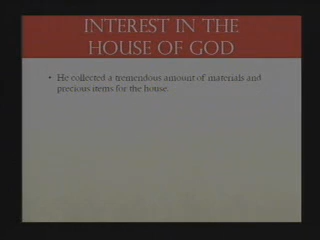 INTEREST IN THE
HOUSE OF GOD
• He collected a tremendous amount of materials and
precious items for the house.